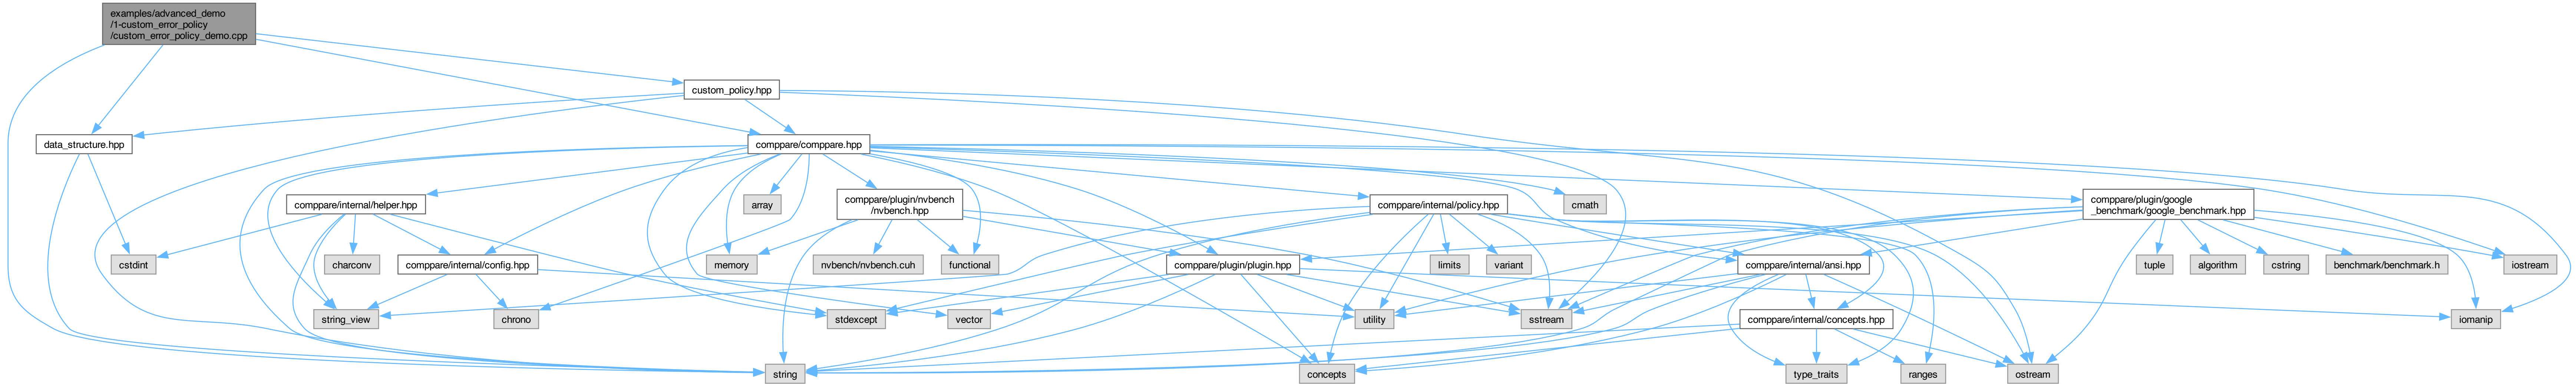 examples/advanced_demo
/1-custom_error_policy
/custom_error_policy_demo.cpp
custom_policy.hpp
data_structure.hpp
comppare/comppare.hpp
comppare/internal/helper.hpp
array
comppare/plugin/nvbench
/nvbench.hpp
comppare/internal/policy.hpp
cmath
comppare/plugin/google
_benchmark/google_benchmark.hpp
cstdint
charconv
comppare/internal/config.hpp
memory
nvbench/nvbench.cuh
functional
comppare/plugin/plugin.hpp
limits
variant
comppare/internal/ansi.hpp
tuple
algorithm
cstring
benchmark/benchmark.h
iostream
string_view
chrono
stdexcept
vector
utility
sstream
comppare/internal/concepts.hpp
iomanip
string
concepts
type_traits
ranges
ostream